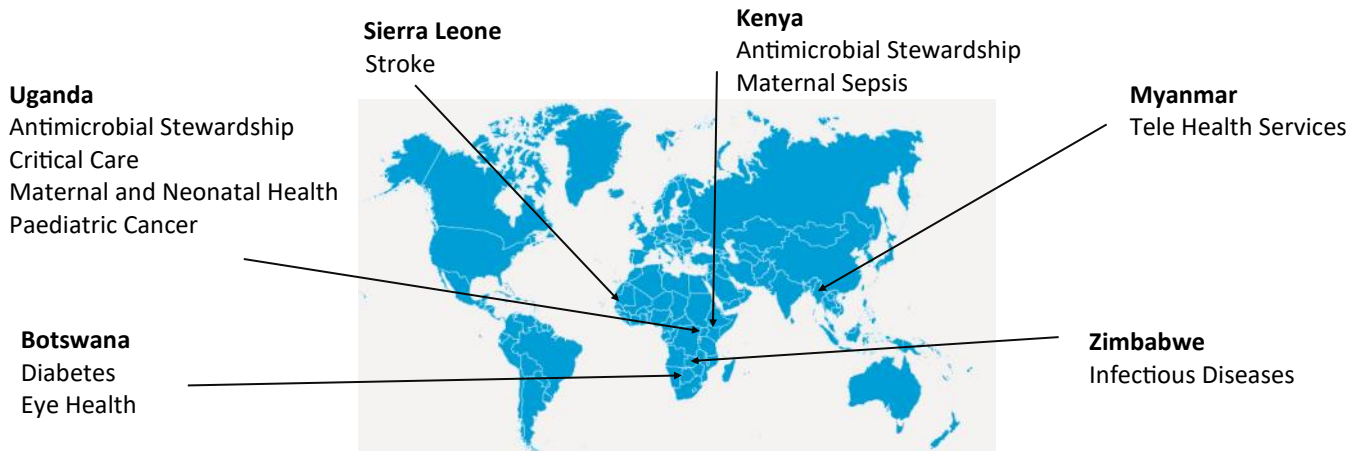 Sierra Leone
Stroke
Kenya
Antimicrobial Stewardship
Maternal Sepsis
Uganda
Antimicrobial Stewardship
Critical Care
Maternal and Neonatal Health
Paediatric Cancer
Myanmar
Tele Health Services
Botswana
Diabetes
Eye Health
Zimbabwe
Infectious Diseases